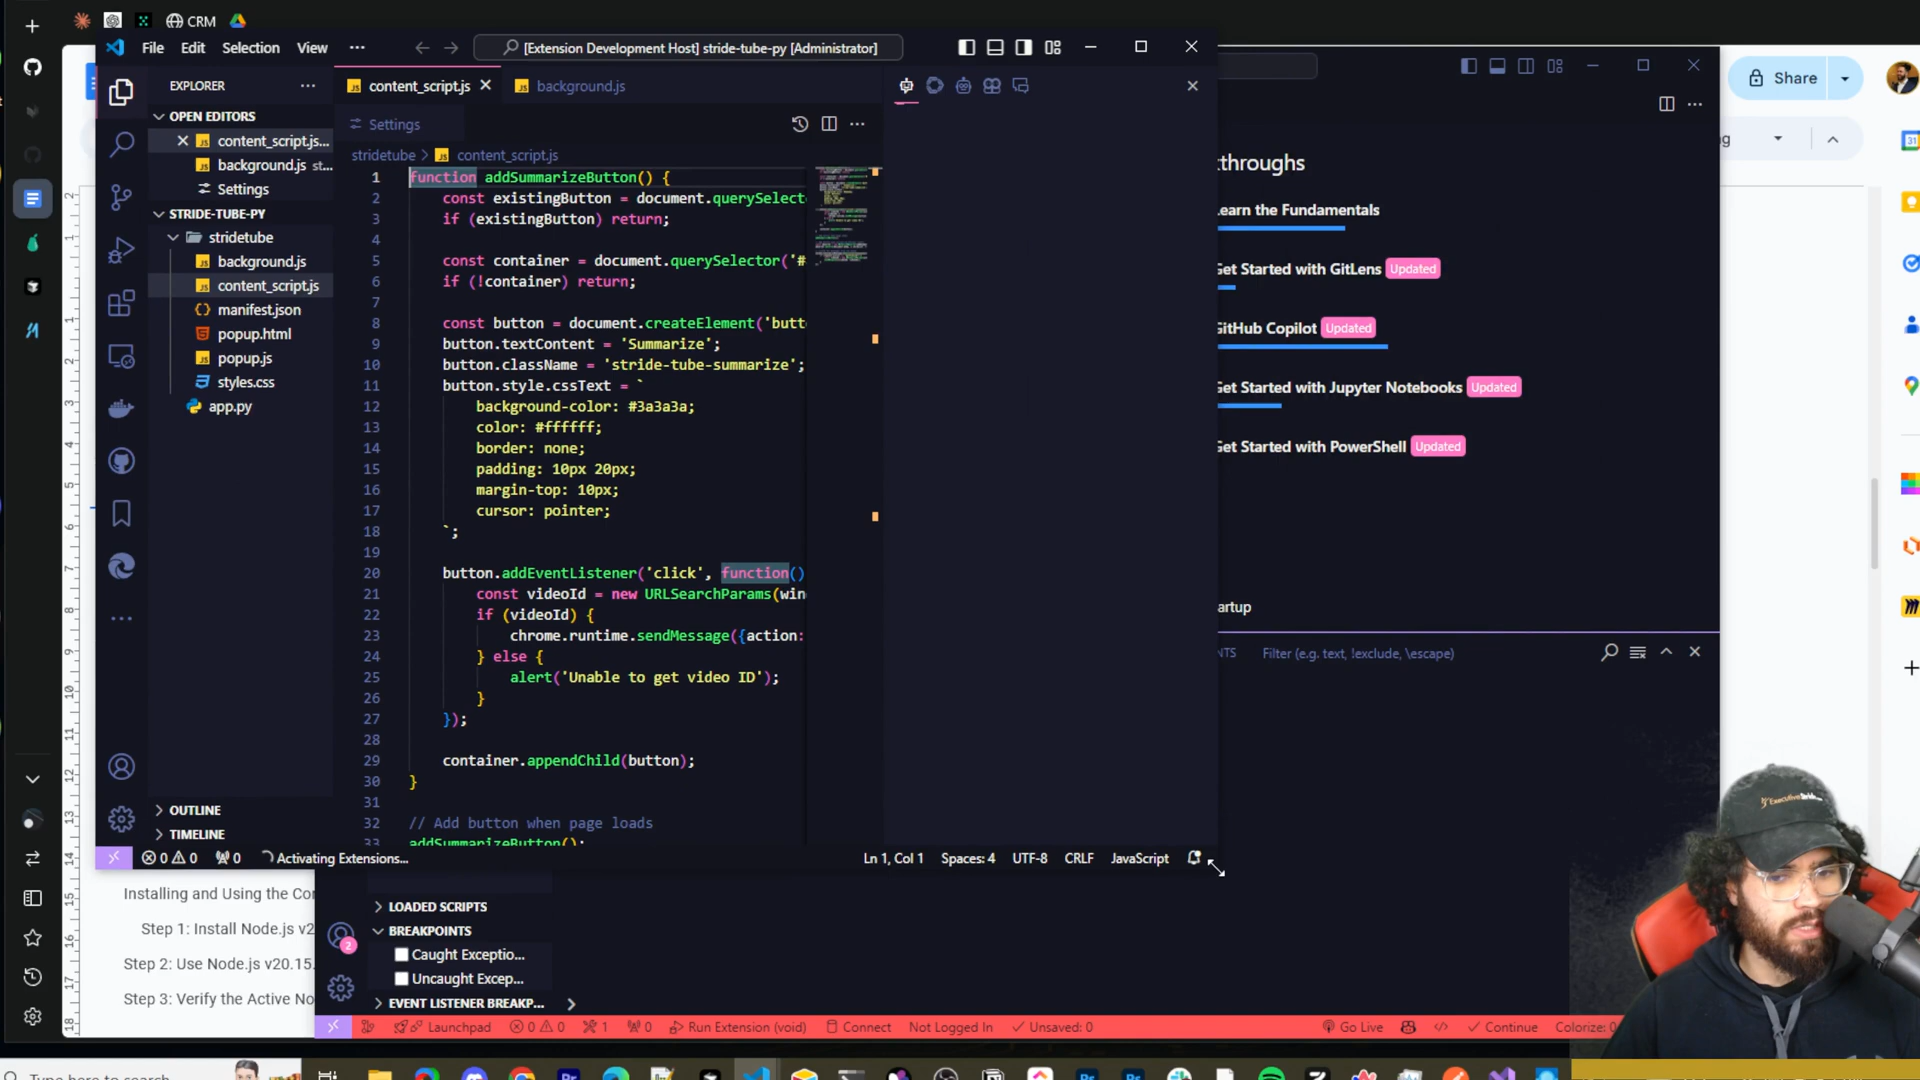 CRM
File Edit Selection View ...
[Extension Development Host] stride-tube-py [Administrator]
Share
EXPLORER
content_script.js
background.js
OPEN EDITORS
content_script.js...
background.js st...
Settings
STRIDE-TUBE-PY
stridetube
background.js
content_script.js
manifest.json
popup.html
popup.js
styles.css
app.py
OUTLINE
TIMELINE
Settings
stridetube > content_script.js
1 function addSummarizeButton() {
2 const existingButton = document.querySelect
3 if (existingButton) return;
4
5 const container = document.querySelector('#
6 if (!container) return;
7
8 const button = document.createElement('butt
9 button.textContent = 'Summarize';
10 button.className = 'stride-tube-summarize';
11 button.style.cssText = `
12 background-color: #3a3a3a;
13 color: #ffffff;
14 border: none;
15 padding: 10px 20px;
16 margin-top: 10px;
17 cursor: pointer;
18 `;
19
20 button.addEventListener('click', function()
21 const videoId = new URLSearchParams(win
22 if (videoId) {
23 chrome.runtime.sendMessage({action:
24 } else {
25 alert('Unable to get video ID');
26 }
27 });
28
29 container.appendChild(button);
30 }
31
32 // Add button when page loads
33 addSummarizeButton();
0 0 0 Activating Extensions...
Ln 1, Col 1 Spaces: 4 UTF-8 CRLF JavaScript
kthroughs
Learn the Fundamentals
Get Started with GitLens Updated
GitHub Copilot Updated
Get Started with Jupyter Notebooks Updated
Get Started with PowerShell Updated
artup
NTS Filter (e.g. text, !exclude, \escape)
Installing and Using the Cor
Step 1: Install Node.js v2
Step 2: Use Node.js v20.15.
Step 3: Verify the Active No
LOADED SCRIPTS
BREAKPOINTS
Caught Exceptio...
Uncaught Excep...
EVENT LISTENER BREAKP...
2
Launchpad 0 0 1 0 Run Extension (void) Connect Not Logged In Unsaved: 0
Go Live Continue Colorize: 0
ExecutiveStride
Type here to search